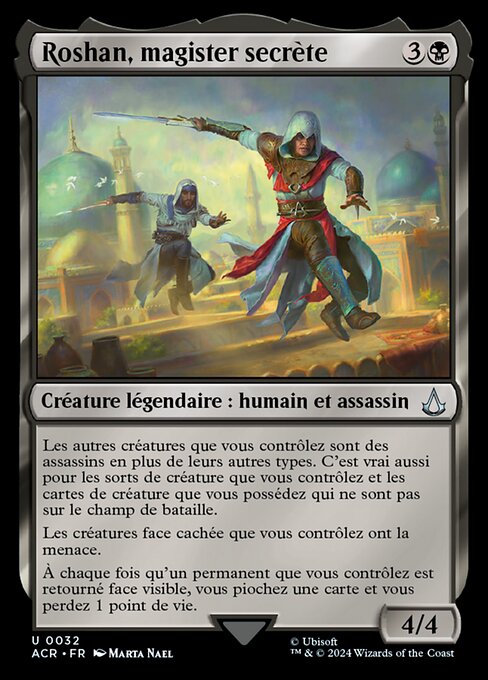 Roshan, magister secrète
3
Créature légendaire : humain et assassin
Les autres créatures que vous contrôlez sont des
assassins en plus de leurs autres types. C'est vrai aussi
pour les sorts de créature que vous contrôlez et les
cartes de créature que vous possédez qui ne sont pas
sur le champ de bataille.
Les créatures face cachée que vous contrôlez ont la
menace.
À chaque fois qu'un permanent que vous contrôlez est
retourné face visible, vous piochez une carte et vous
perdez 1 point de vie.
4/4
U 0032
ACR • FR Marta Nael
© Ubisoft
™ & © 2024 Wizards of the Coast